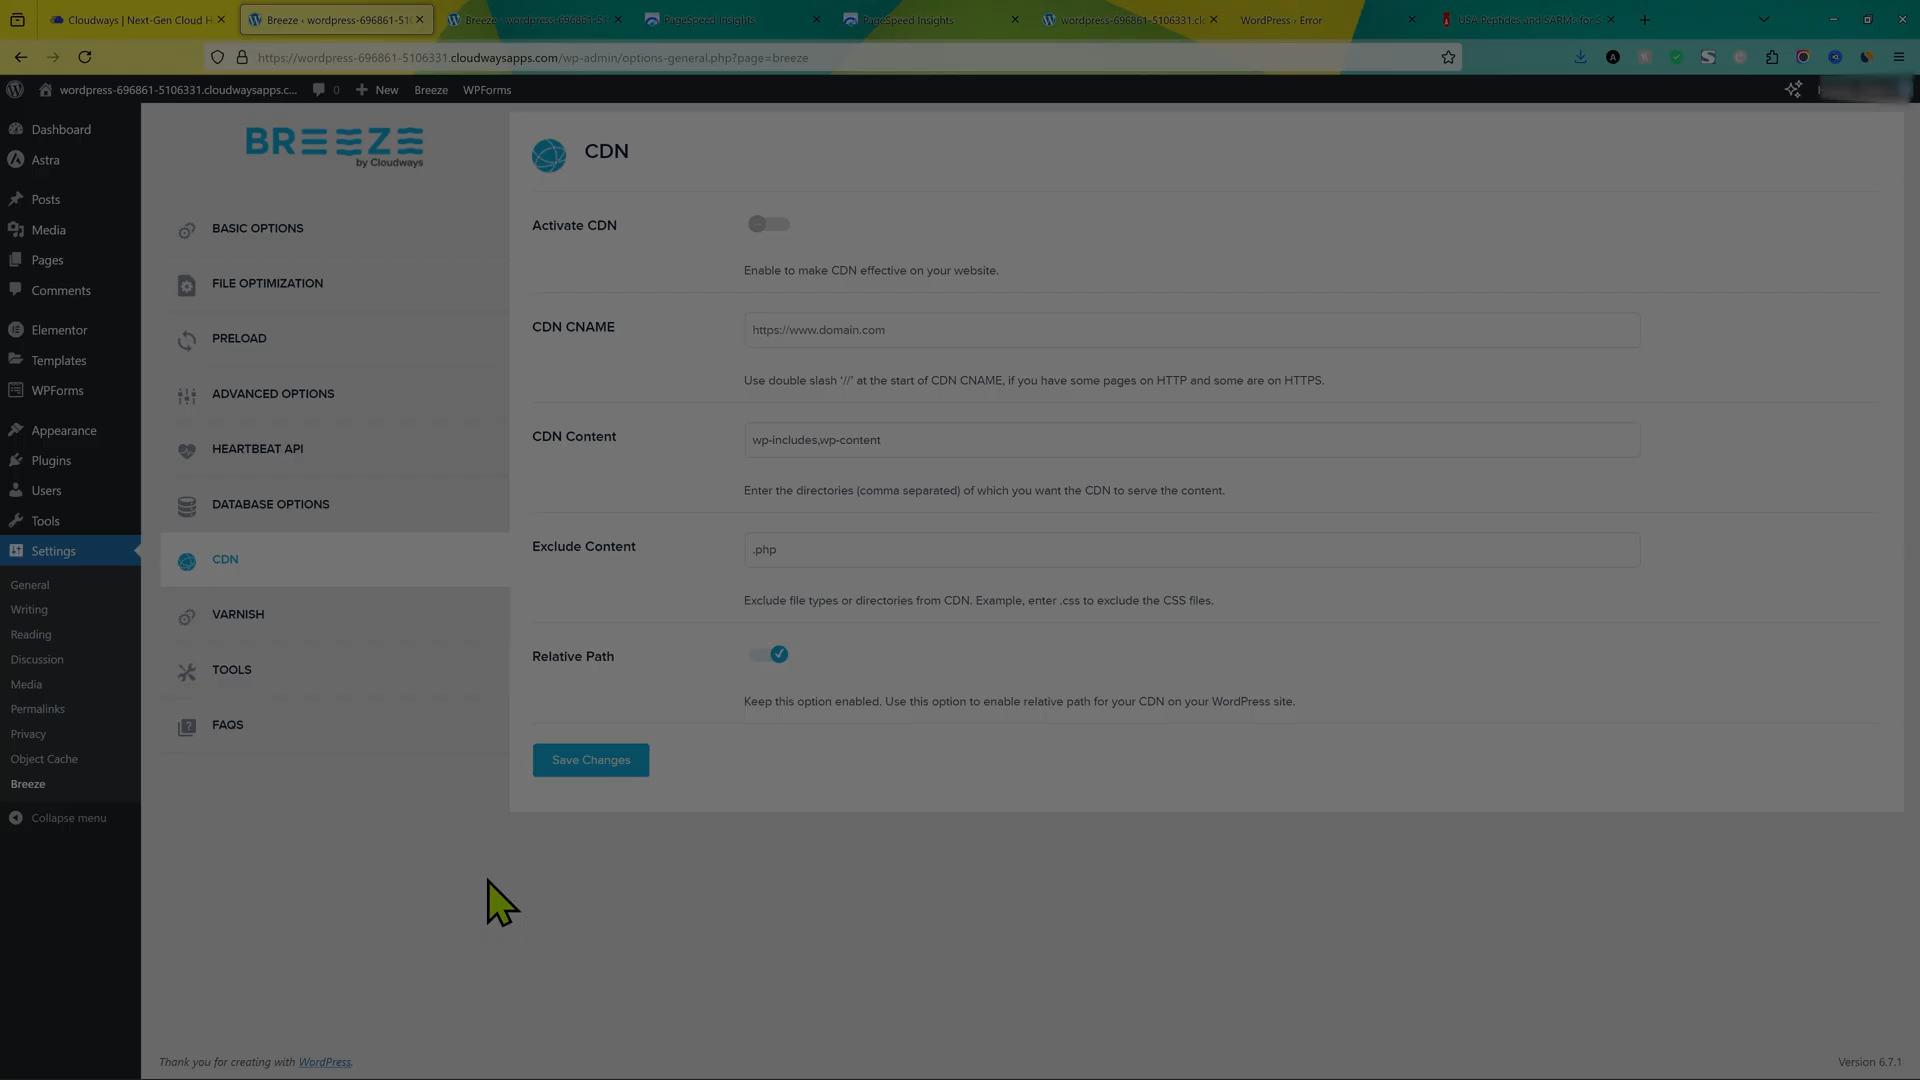 Cloudways | Next-Gen Cloud H
Breeze ‹ wordpress-696861-510
Breeze ‹ wordpress-696861-51
PageSpeed Insights
PageSpeed Insights
wordpress-696861-5106331.cl
WordPress › Error
USA Peptides and SARMs for S
https://wordpress-696861-5106331.cloudwaysapps.com/wp-admin/options-general.php?page=breeze
wordpress-696861-5106331.cloudwaysapps.c...
0
New
Breeze
WPForms
Dashboard
Astra
Posts
Media
Pages
Comments
Elementor
Templates
WPForms
Appearance
Plugins
Users
Tools
Settings
General
Writing
Reading
Discussion
Media
Permalinks
Privacy
Object Cache
Breeze
Collapse menu
BREEZE
by Cloudways
BASIC OPTIONS
FILE OPTIMIZATION
PRELOAD
ADVANCED OPTIONS
HEARTBEAT API
DATABASE OPTIONS
CDN
VARNISH
TOOLS
FAQS
CDN
Activate CDN
Enable to make CDN effective on your website.
CDN CNAME
https://www.domain.com
Use double slash '//' at the start of CDN CNAME, if you have some pages on HTTP and some are on HTTPS.
CDN Content
wp-includes,wp-content
Enter the directories (comma separated) of which you want the CDN to serve the content.
Exclude Content
.php
Exclude file types or directories from CDN. Example, enter .css to exclude the CSS files.
Relative Path
Keep this option enabled. Use this option to enable relative path for your CDN on your WordPress site.
Save Changes
Thank you for creating with WordPress.
Version 6.7.1